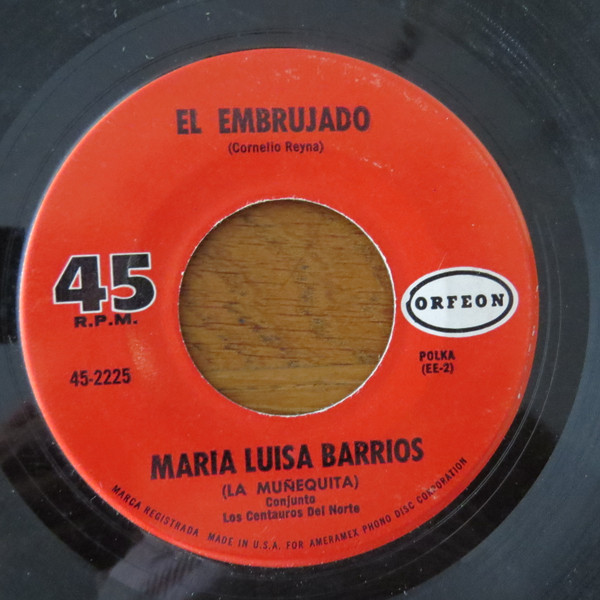 EL EMBRUJADO
(Cornelio Reyna)
45
R.P.M.
45-2225
ORFEON
POLKA
(EE-2)
MARIA LUISA BARRIOS
(LA MUÑEQUITA)
Conjunto
Los Centauros Del Norte
MARCA REGISTRADA MADE IN U.S.A. FOR AMERAMEX PHONO DISC CORPORATION